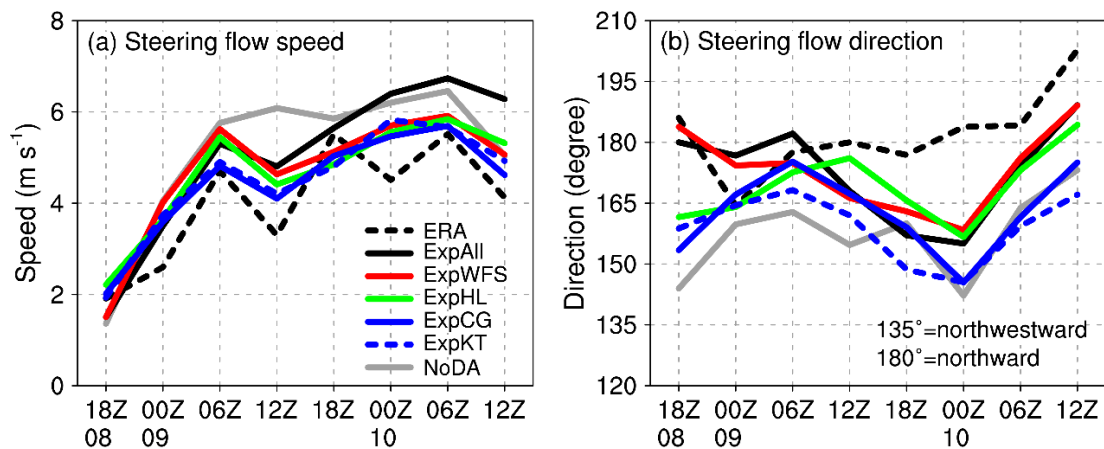 (a) Steering flow speed
Speed (m s⁻¹)
8
6
4
2
0
ERA
ExpAll
ExpWFS
ExpHL
ExpCG
ExpKT
NoDA
18Z 00Z 06Z 12Z 18Z 00Z 06Z 12Z
08 09 10
(b) Steering flow direction
Direction (degree)
210
195
180
165
150
135
120
135°=northwestward
180°=northward
18Z 00Z 06Z 12Z 18Z 00Z 06Z 12Z
08 09 10